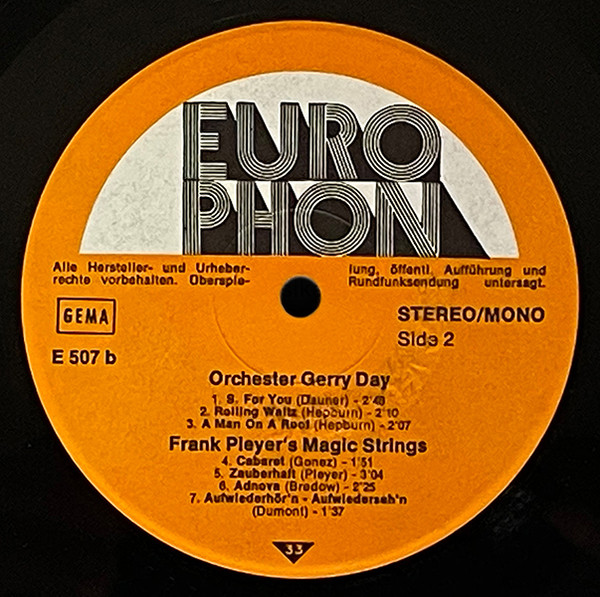 EURO
PHON
Alle Hersteller- und Urheber-
rechte vorbehalten. Überspie-
lung, öffentl. Aufführung und
Rundfunksendung untersagt.
GEMA
E 507 b
STEREO/MONO
Side 2
Orchester Gerry Day
1. S. For You (Dauner) - 2'48
2. Rolling Waltz (Hepburn) - 2'10
3. A Man On A Roof (Hepburn) - 2'07
Frank Pleyer's Magic Strings
4. Cabaret (Gonez) - 1'51
5. Zauberhaft (Pleyer) - 3'04
6. Adnova (Bredow) - 2'25
7. Aufwiederhör'n - Aufwiederseh'n
(Dumont) - 1'37
33